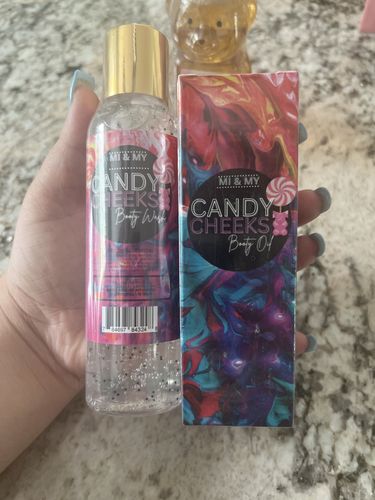 MI & MY
CANDY
CHEEKS
Booty Wash
MI & MY
CANDY
CHEEKS
Booty Oil